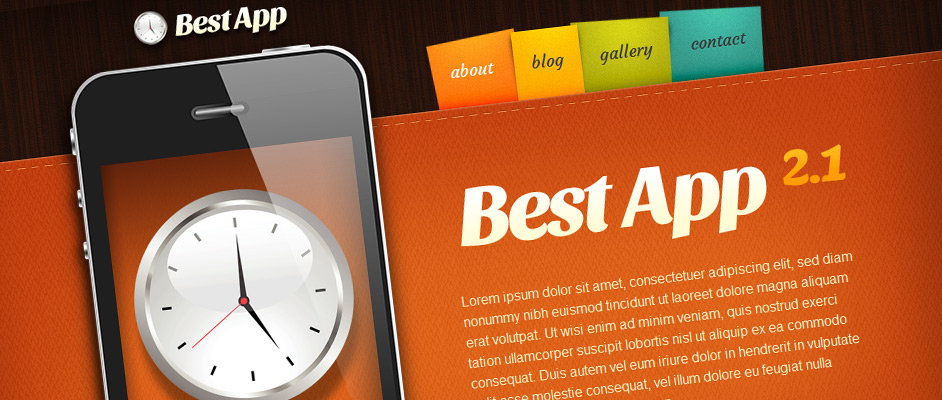 Best App
about
blog
gallery
contact
Best App 2.1
Lorem ipsum dolor sit amet, consectetuer adipiscing elit, sed diam
nonummy nibh euismod tincidunt ut laoreet dolore magna aliquam
erat volutpat. Ut wisi enim ad minim veniam, quis nostrud exerci
tation ullamcorper suscipit lobortis nisl ut aliquip ex ea commodo
consequat. Duis autem vel eum iriure dolor in hendrerit in vulputate
velit esse molestie consequat, vel illum dolore eu feugiat nulla